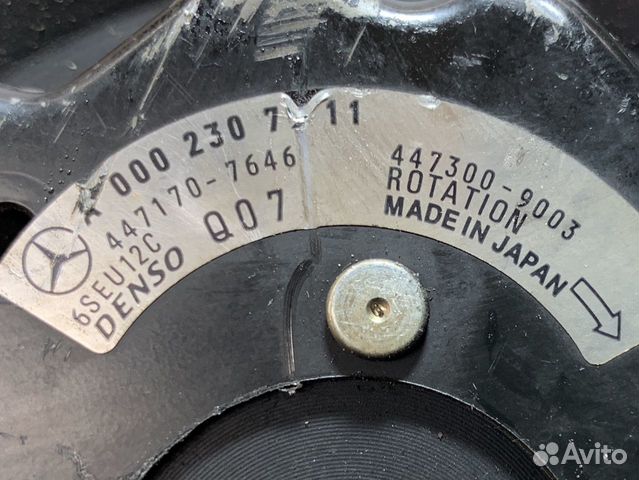 A 000 230 7 11
447170-7646
6SEU12C
DENSO Q07
447300-9003
ROTATION
MADE IN JAPAN
Avito